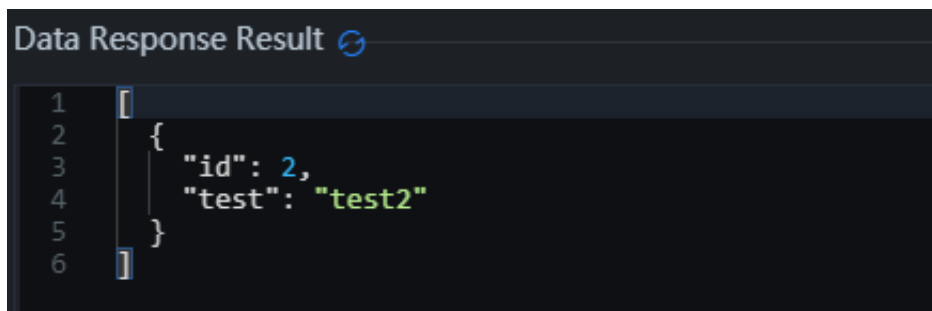 Data Response Result
1 [
2 {
3 "id": 2,
4 "test": "test2"
5 }
6 ]